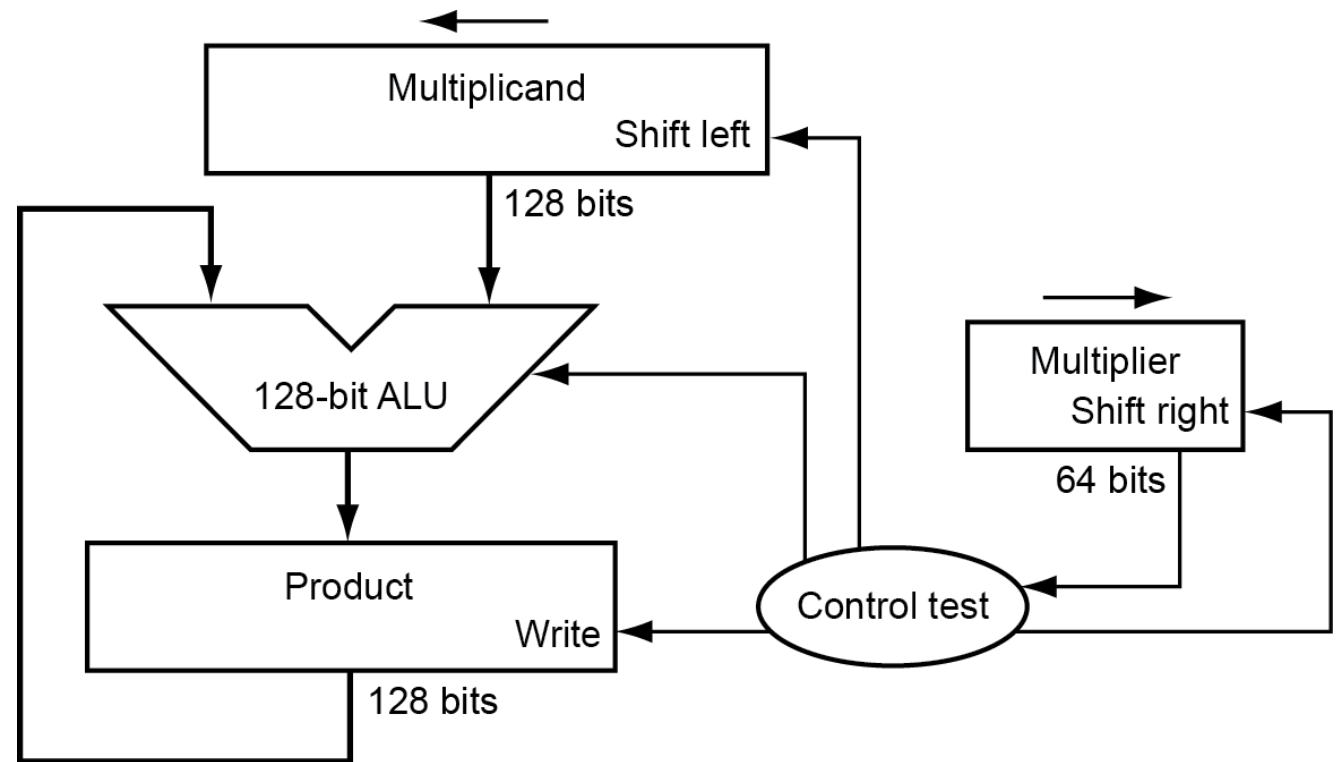 Multiplicand
Shift left
128 bits
128-bit ALU
Multiplier
Shift right
64 bits
Product
Write
Control test
128 bits